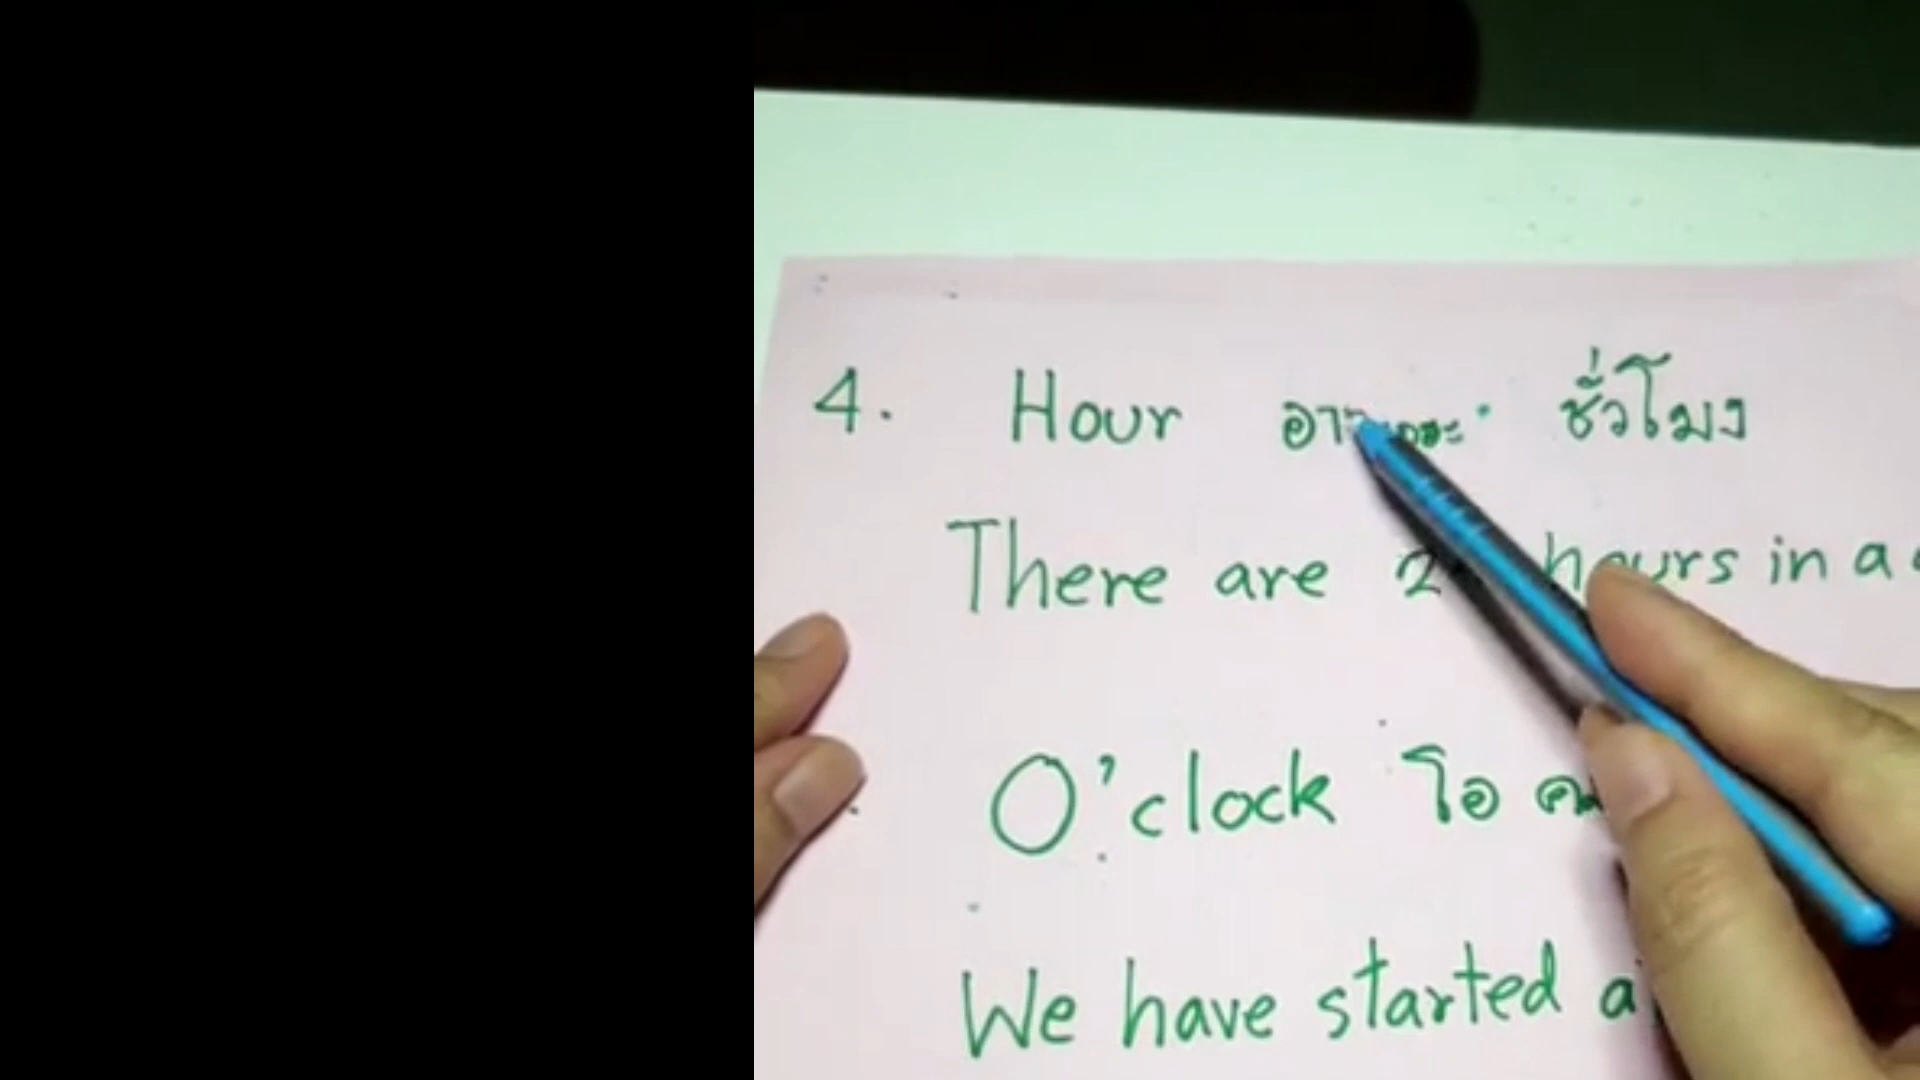 4. Hour ชั่วโมง
There are hours in a
O'clock โอ
We have started